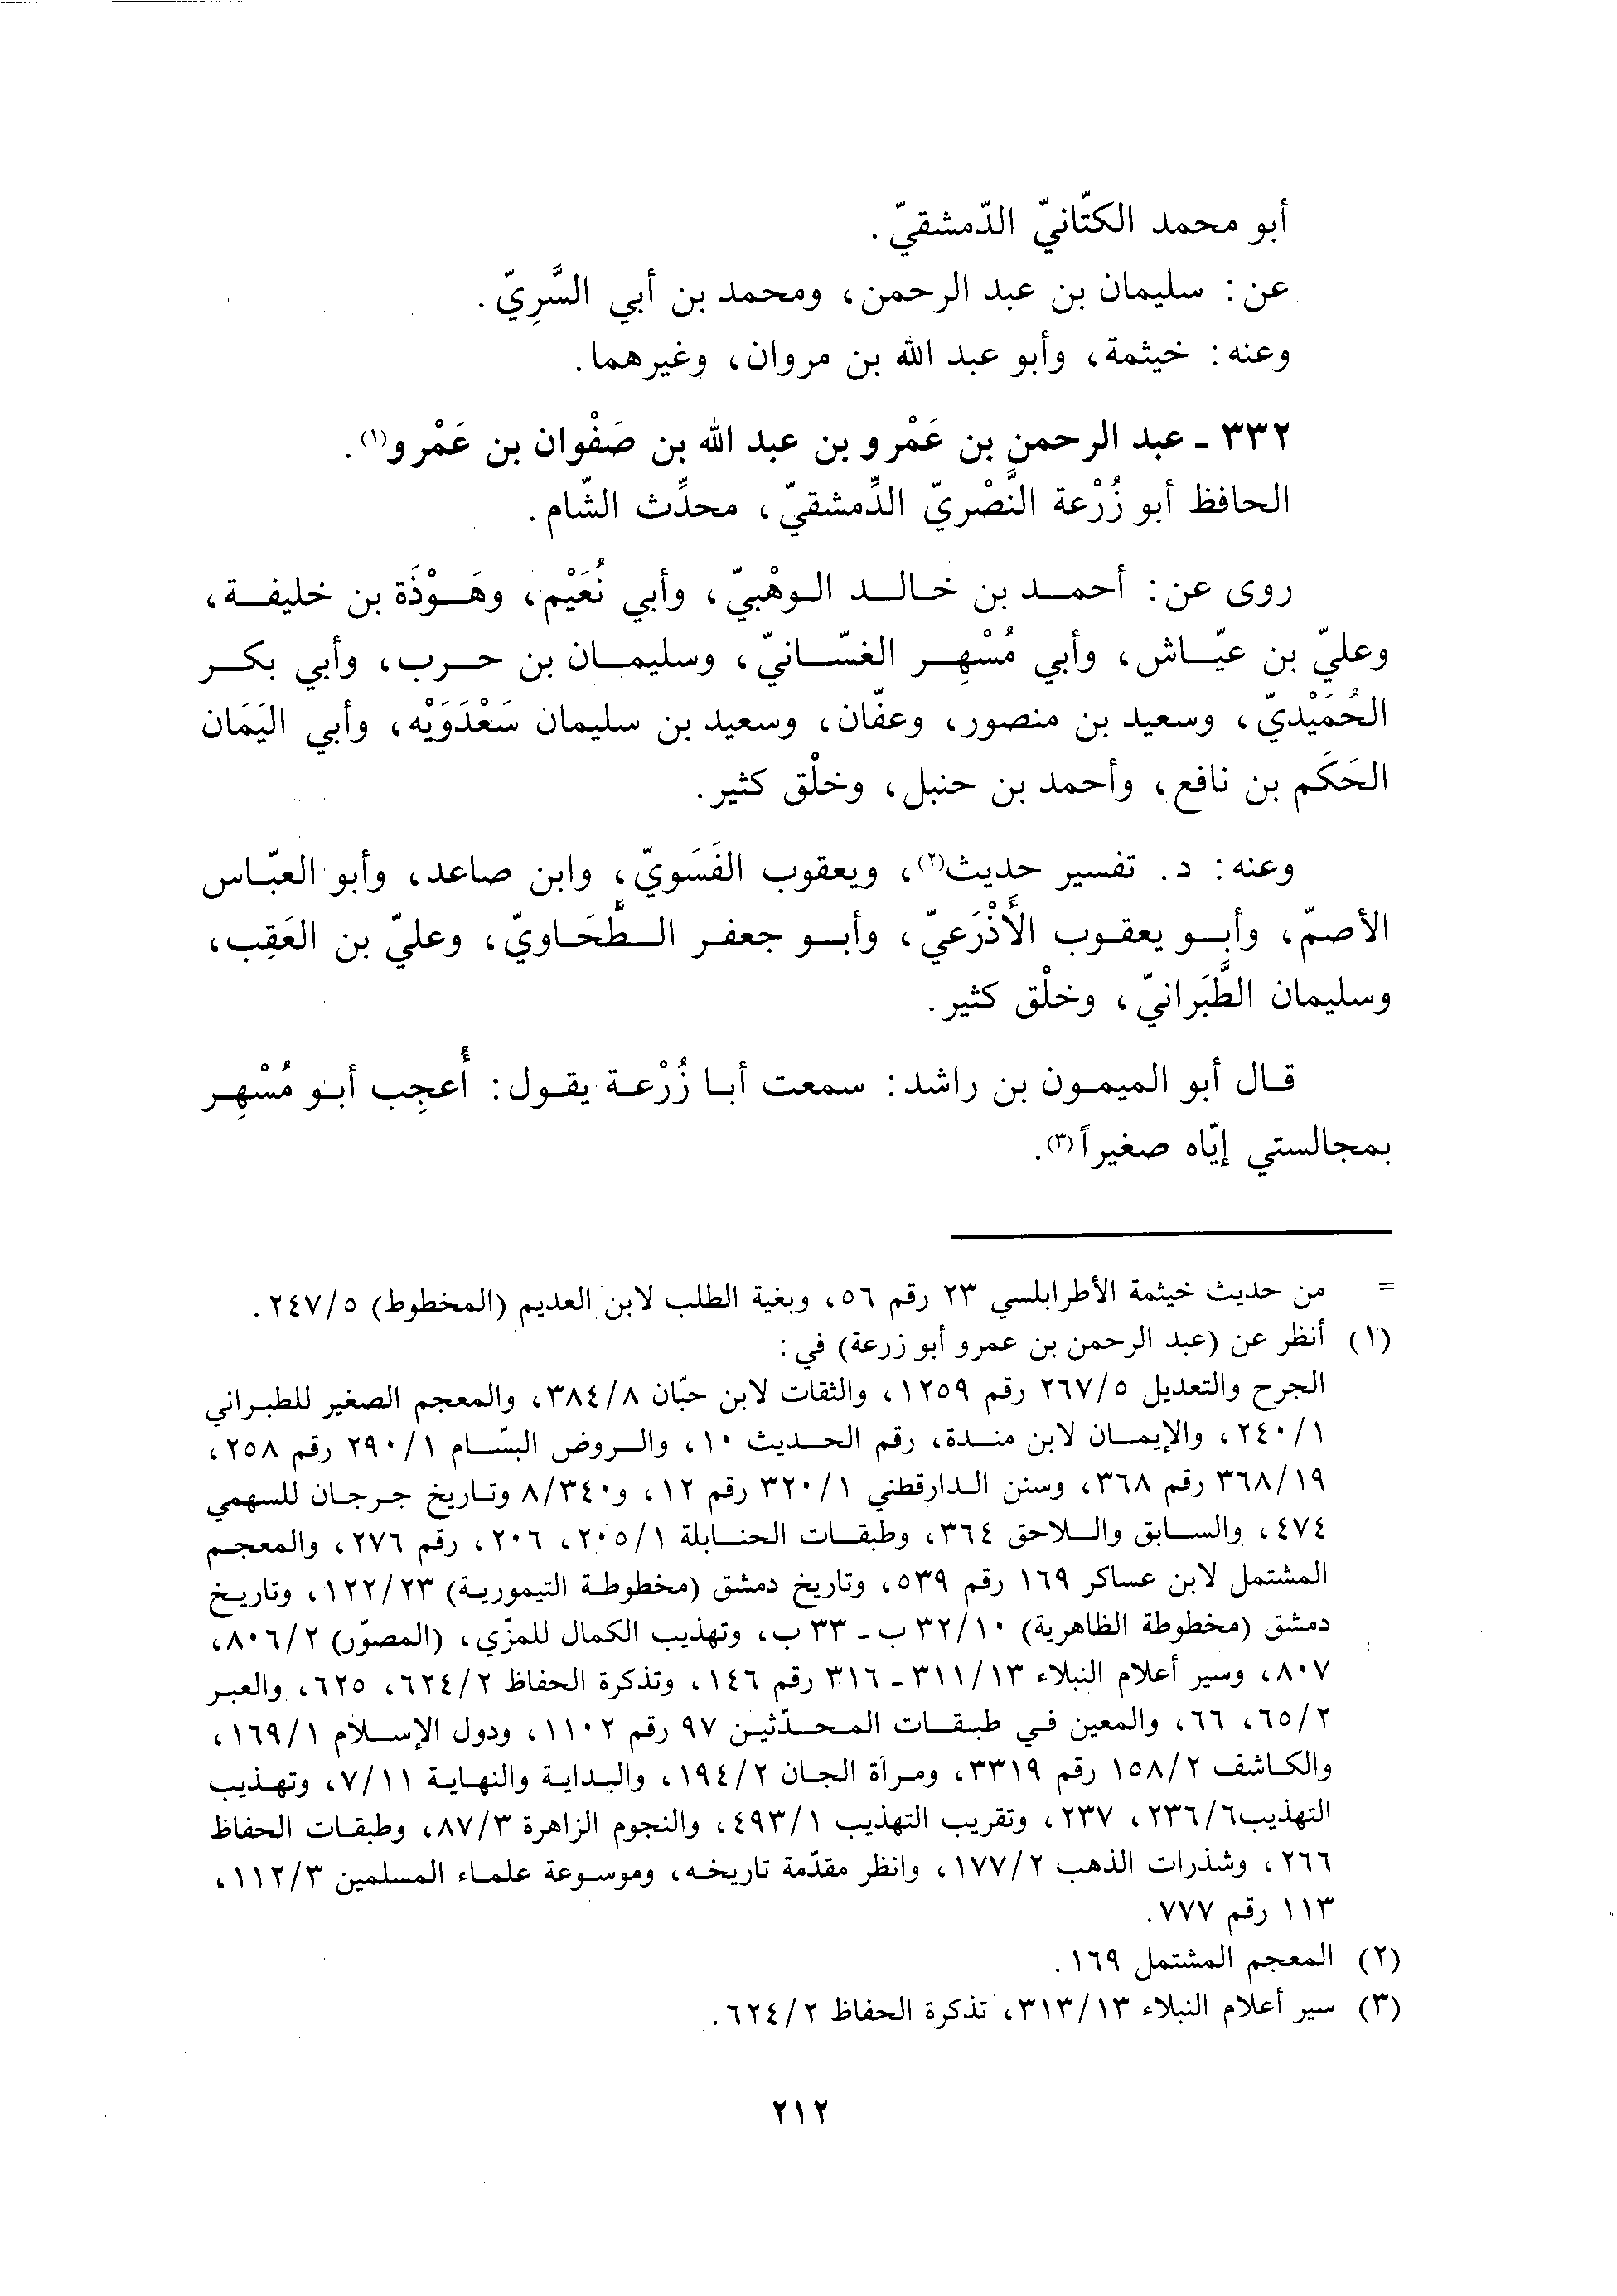 أبو محمد الكتّانيّ الدّمشقيّ.
عن: سليمان بن عبد الرحمن، ومحمد بن أبي السَّرِيّ.
وعنه: خيثمة، وأبو عبد الله بن مروان، وغيرهما.
٣٣٢ ـ عبد الرحمن بن عَمْرو بن عبد الله بن صَفْوان بن عَمْرو(١).
الحافظ أبو زُرْعة النَّصْريّ الدِّمشقيّ، محدِّث الشّام.
روى عن: أحمد بن خالد الوهْبيّ، وأبي نُعَيْم، وهَوْذَة بن خليفة،
وعليّ بن عيّاش، وأبي مُسْهِر الغسّانيّ، وسليمان بن حرب، وأبي بكر
الحُمَيْديّ، وسعيد بن منصور، وعفّان، وسعيد بن سليمان سَعْدَوَيْه، وأبي اليَمَان
الحَكَم بن نافع، وأحمد بن حنبل، وخلْق كثير.
وعنه: د. تفسير حديث(٢)، ويعقوب الفَسَويّ، وابن صاعد، وأبو العبّاس
الأصمّ، وأبو يعقوب الأَذْرَعيّ، وأبو جعفر الطَّحَاويّ، وعليّ بن العَقِب،
وسليمان الطَّبَرانيّ، وخلْق كثير.
قال أبو الميمون بن راشد: سمعت أبا زُرْعة يقول: أُعجِب أبو مُسْهِر
بمجالستي إيّاه صغيراً(٣).
= من حديث خيثمة الأطرابلسي ٢٣ رقم ٥٦، وبغية الطلب لابن العديم (المخطوط) ٢٤٧/٥.
(١) أنظر عن (عبد الرحمن بن عمرو أبو زرعة) في:
الجرح والتعديل ٢٦٧/٥ رقم ١٢٥٩، والثقات لابن حبّان ٣٨٤/٨، والمعجم الصغير للطبراني
٢٤٠/١، والإيمان لابن مندة، رقم الحديث ١٠، والروض البسّام ٢٩٠/١ رقم ٢٥٨،
٣٦٨/١٩ رقم ٣٦٨، وسنن الدارقطني ٣٢٠/١ رقم ١٢، و٨/٣٤٠ وتاريخ جرجان للسهمي
٤٧٤، والسابق واللاحق ٣٦٤، وطبقات الحنابلة ٢٠٥/١، ٢٠٦، رقم ٢٧٦، والمعجم
المشتمل لابن عساكر ١٦٩ رقم ٥٣٩، وتاريخ دمشق (مخطوطة التيمورية) ١٢٢/٢٣، وتاريخ
دمشق (مخطوطة الظاهرية) ٣٢/١٠ ب ـ ٣٣ ب، وتهذيب الكمال للمزّي، (المصوّر) ٨٠٦/٢،
٨٠٧، وسير أعلام النبلاء ٣١١/١٣ ـ ٣١٦ رقم ١٤٦، وتذكرة الحفاظ ٦٢٤/٢، ٦٢٥، والعبر
٦٥/٢، ٦٦، والمعين في طبقات المحدّثين ٩٧ رقم ١١٠٢، ودول الإسلام ١٦٩/١،
والكاشف ١٥٨/٢ رقم ٣٣١٩، ومرآة الجان ١٩٤/٢، والبداية والنهاية ٧/١١، وتهذيب
التهذيب٢٣٦/٦، ٢٣٧، وتقريب التهذيب ٤٩٣/١، والنجوم الزاهرة ٨٧/٣، وطبقات الحفاظ
٢٦٦، وشذرات الذهب ١٧٧/٢، وانظر مقدّمة تاريخه، وموسوعة علماء المسلمين ١١٢/٣،
١١٣ رقم ٧٧٧.
(٢) المعجم المشتمل ١٦٩.
(٣) سير أعلام النبلاء ٣١٣/١٣، تذكرة الحفاظ ٦٢٤/٢.
٢١٢